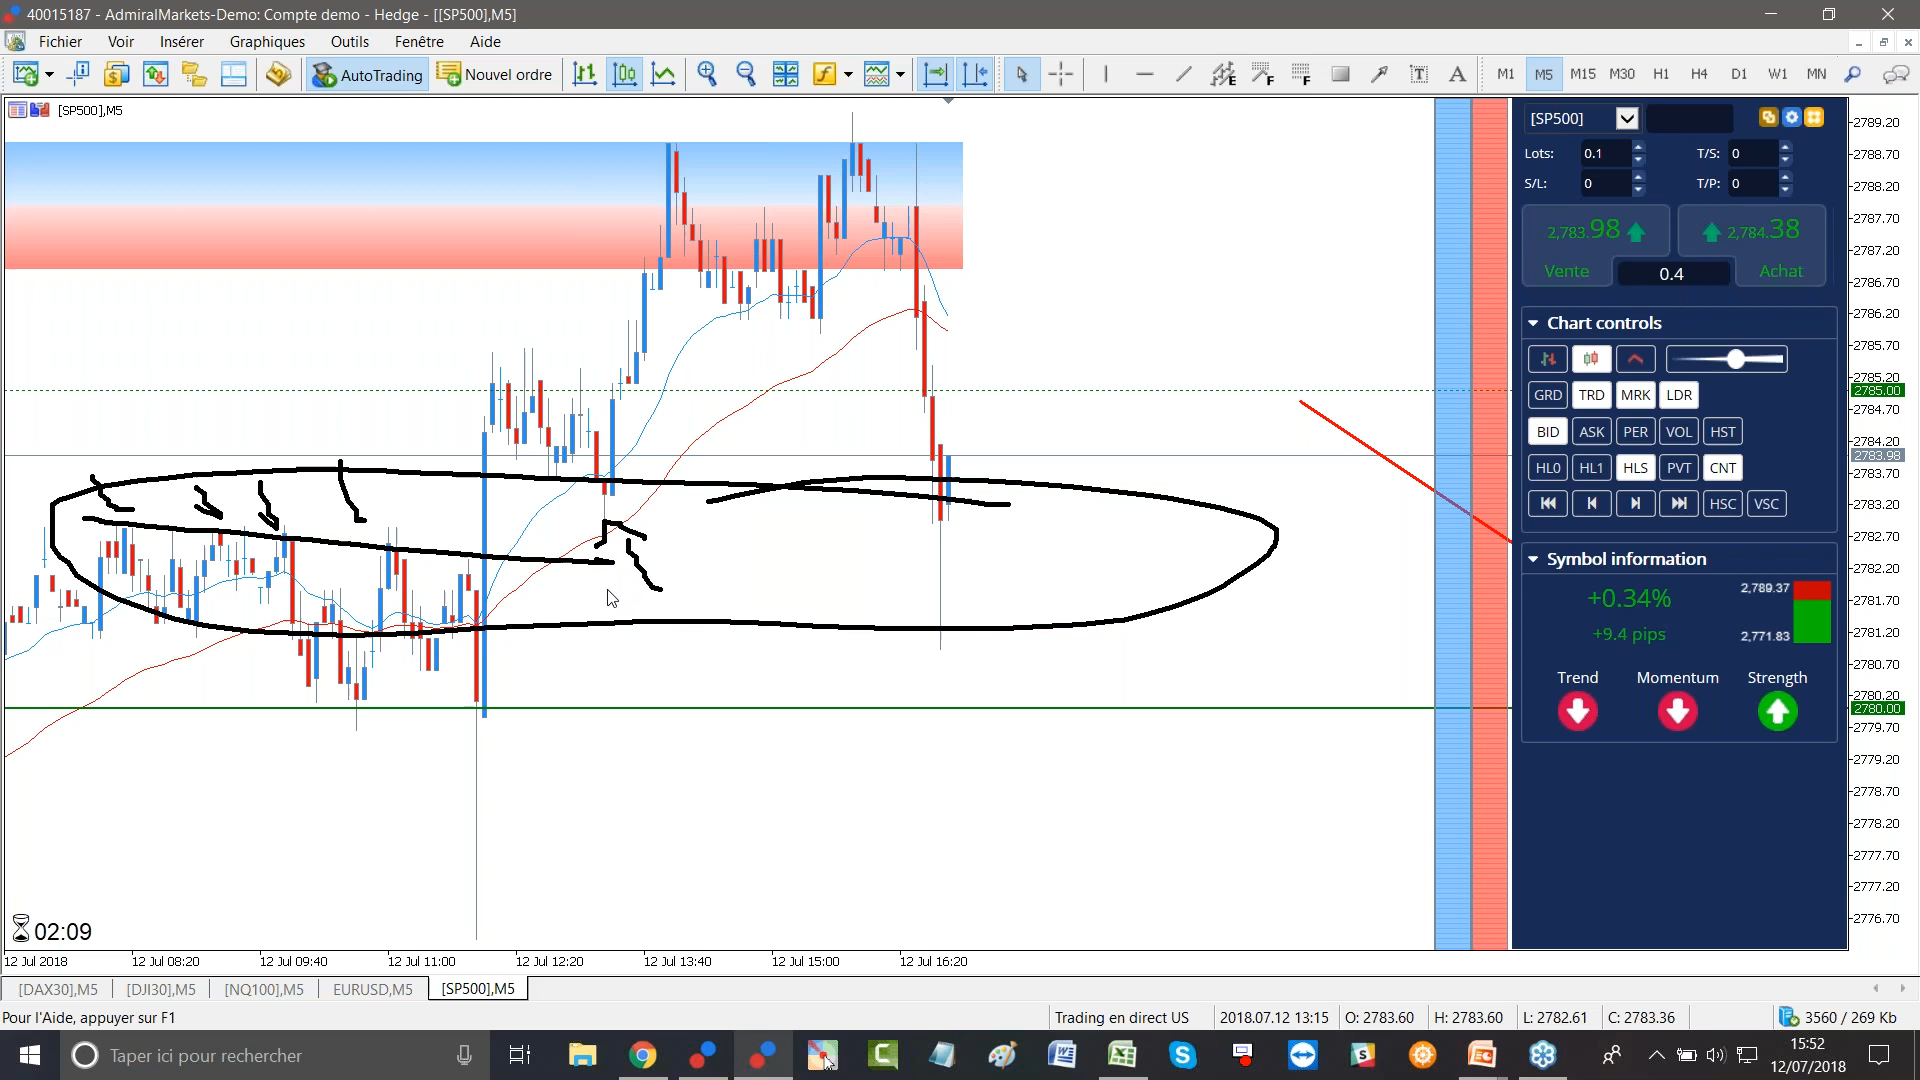 40015187 - AdmiralMarkets-Demo: Compte demo - Hedge - [[SP500],M5]
Fichier Voir Insérer Graphiques Outils Fenêtre Aide
AutoTrading Nouvel ordre E F F T A M1 M5 M15 M30 H1 H4 D1 W1 MN
[SP500],M5
[SP500]
Lots: 0.1 T/S: 0
S/L: 0 T/P: 0
2,783.98 2,784.38
Vente 0.4 Achat
Chart controls
GRD TRD MRK LDR
BID ASK PER VOL HST
HL0 HL1 HLS PVT CNT
HSC VSC
Symbol information
+0.34% 2,789.37
+9.4 pips 2,771.83
Trend Momentum Strength
2789.20
2788.70
2788.20
2787.70
2787.20
2786.70
2786.20
2785.70
2785.20
2785.00
2784.70
2784.20
2783.98
2783.70
2783.20
2782.70
2782.20
2781.70
2781.20
2780.70
2780.20
2780.00
2779.70
2779.20
2778.70
2778.20
2777.70
2777.20
2776.70
02:09
12 Jul 2018 12 Jul 08:20 12 Jul 09:40 12 Jul 11:00 12 Jul 12:20 12 Jul 13:40 12 Jul 15:00 12 Jul 16:20
[DAX30],M5 [DJI30],M5 [NQ100],M5 EURUSD,M5 [SP500],M5
Pour l'Aide, appuyer sur F1 Trading en direct US 2018.07.12 13:15 O: 2783.60 H: 2783.60 L: 2782.61 C: 2783.36 3560 / 269 Kb
Taper ici pour rechercher 15:52
12/07/2018